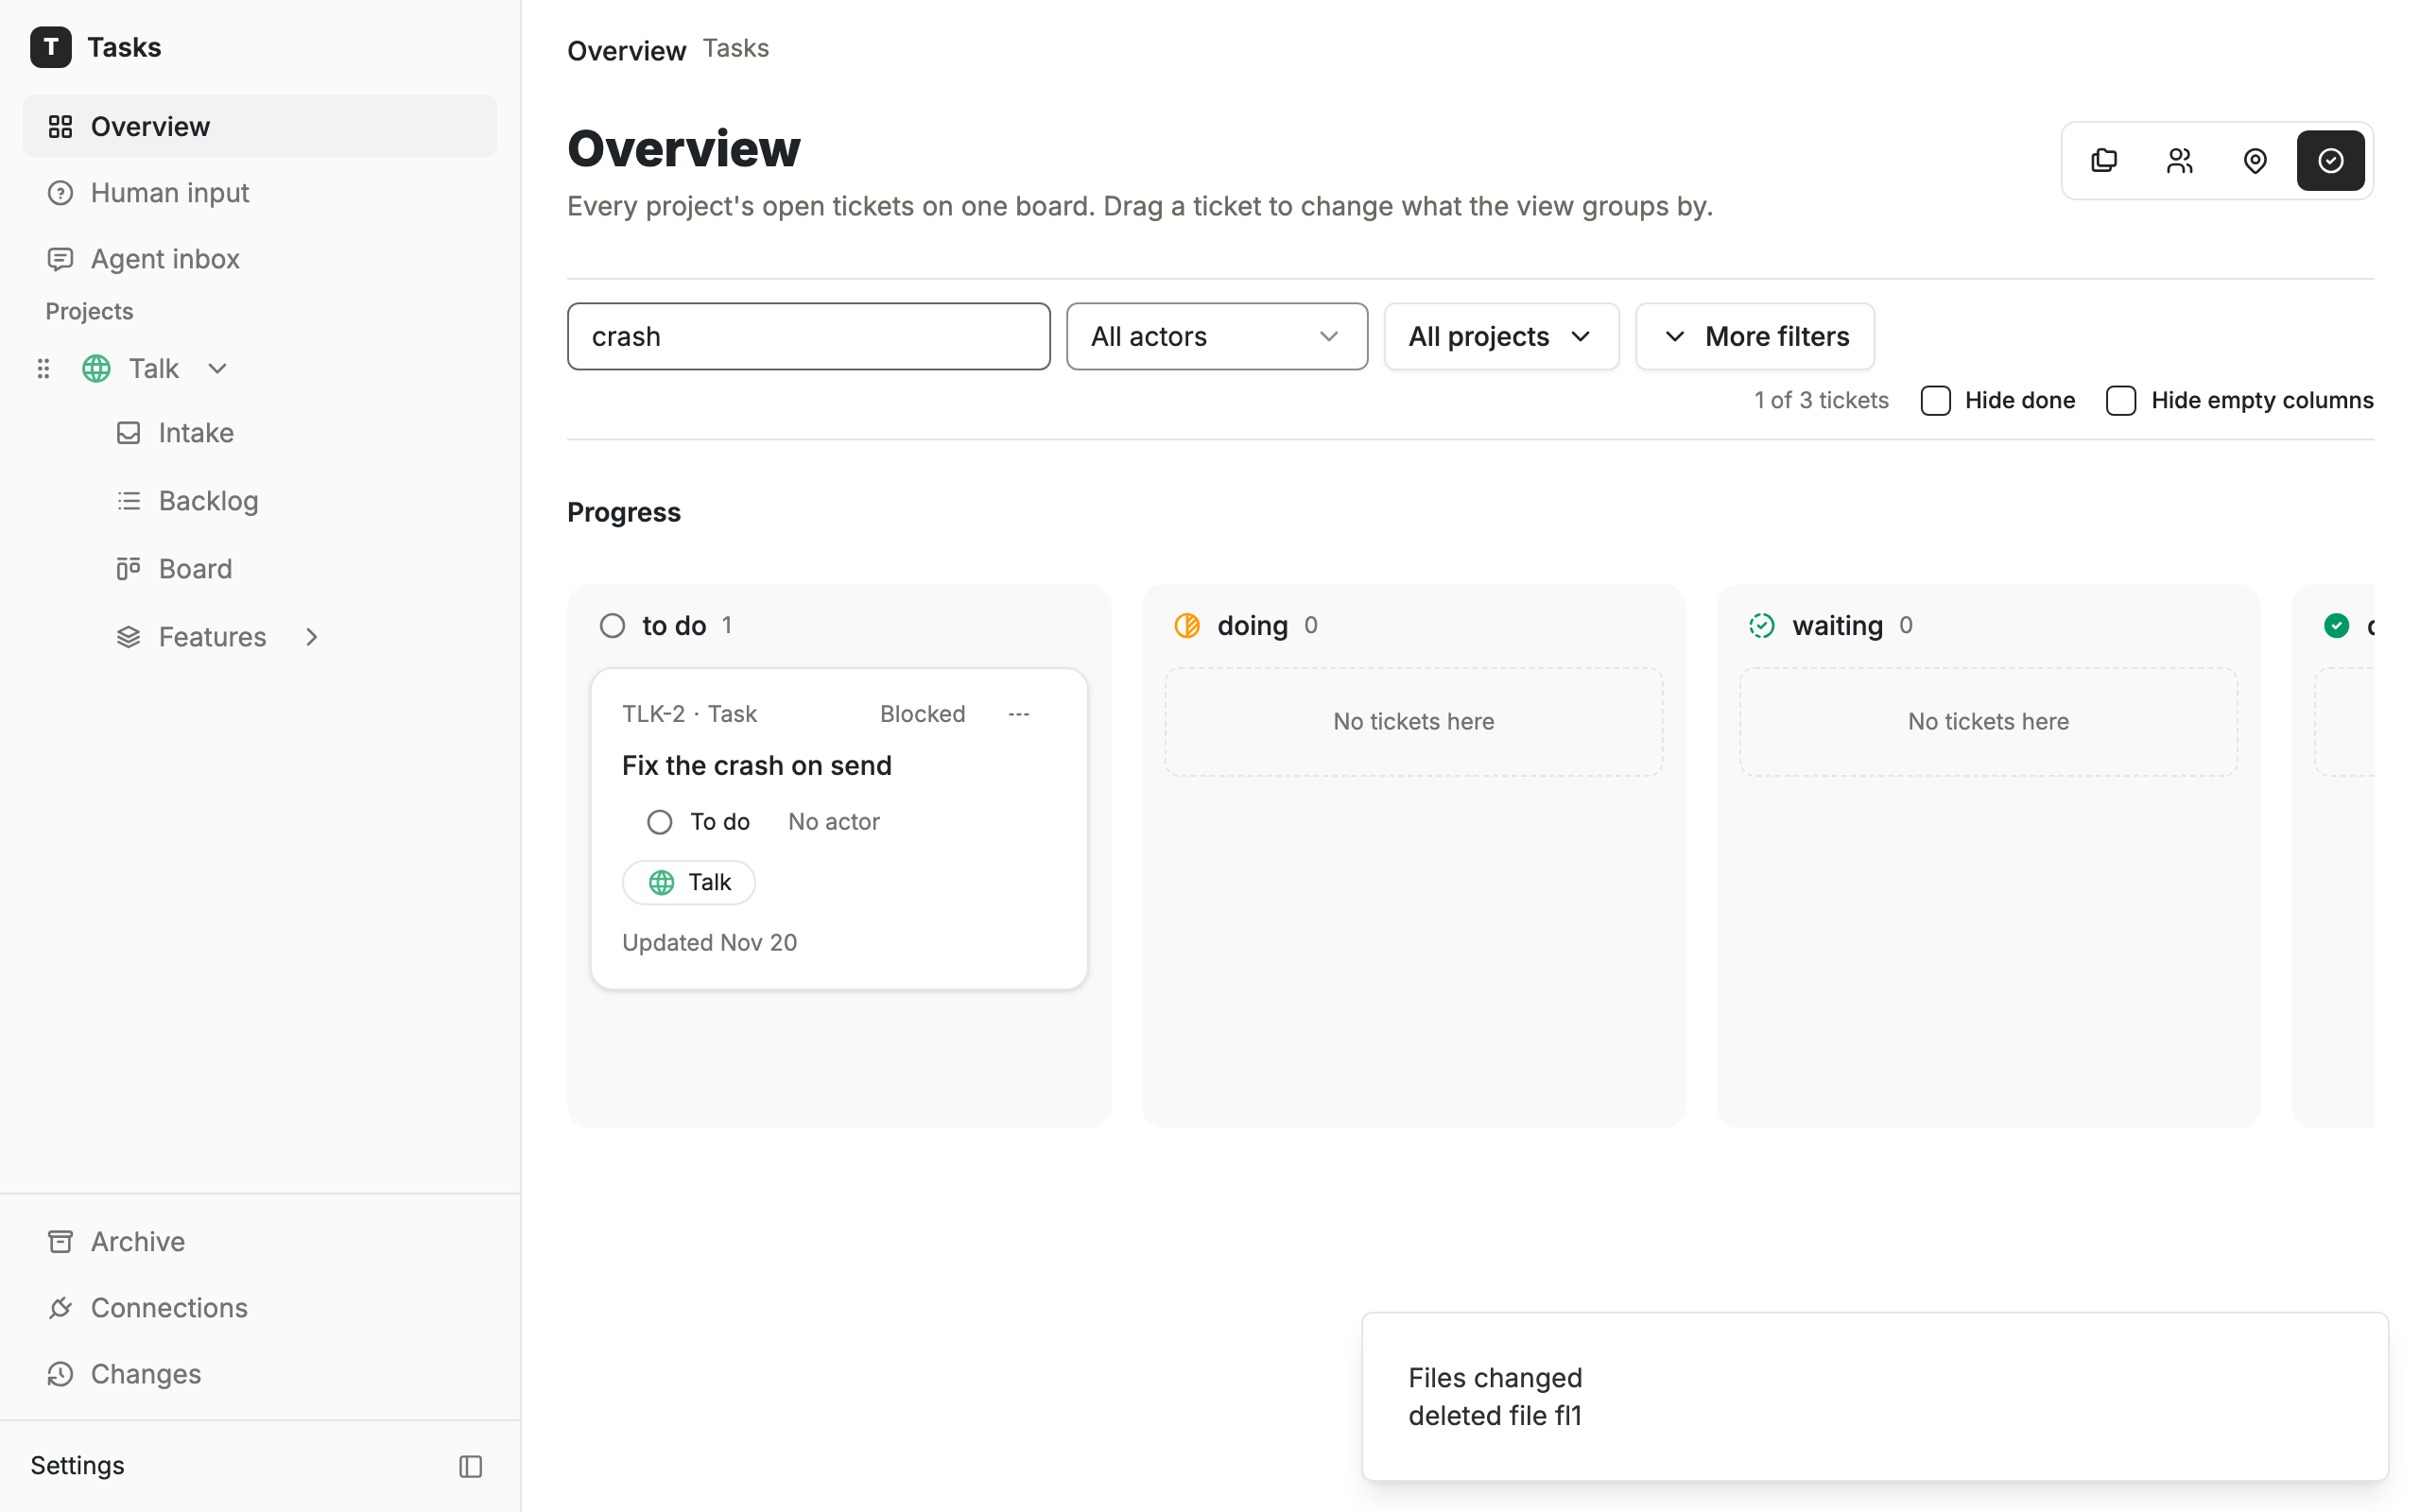 T Tasks
Overview
Human input
Agent inbox
Projects
Talk
Intake
Backlog
Board
Features
Archive
Connections
Changes
Settings
Overview Tasks
Overview
Every project's open tickets on one board. Drag a ticket to change what the view groups by.
crash
All actors
All projects
More filters
1 of 3 tickets
Hide done
Hide empty columns
Progress
to do 1
TLK-2 · Task Blocked
Fix the crash on send
To do No actor
Talk
Updated Nov 20
doing 0
No tickets here
waiting 0
No tickets here
Files changed
deleted file fl1